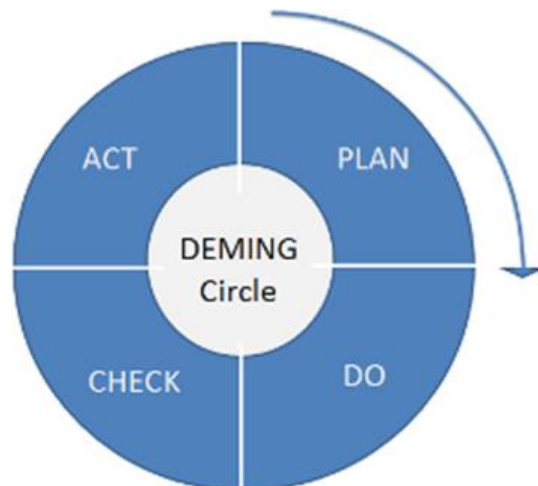 ACT
PLAN
DEMING
Circle
CHECK
DO